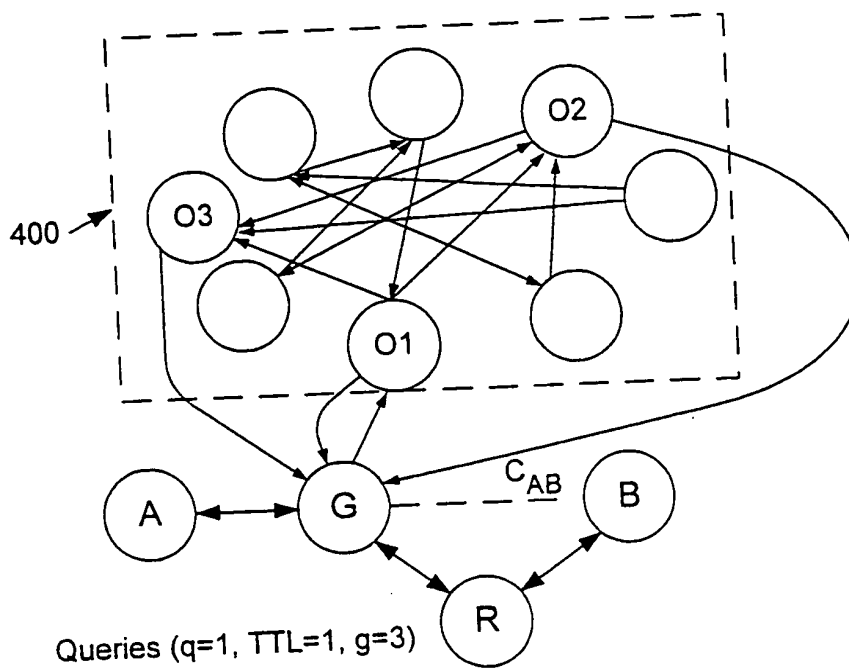 O2
O3
400
O1
C_AB
A
G
B
R
Queries (q=1, TTL=1, g=3)